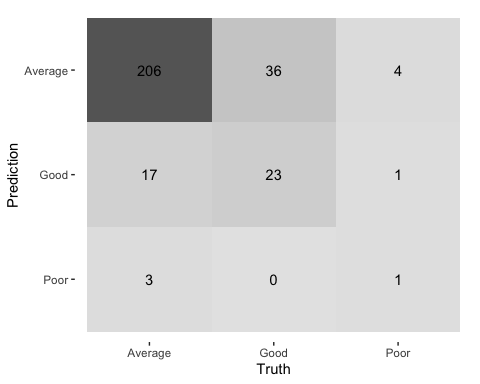 Prediction
Average
206
36
4
Good
17
23
1
Poor
3
0
1
Average
Good
Poor
Truth